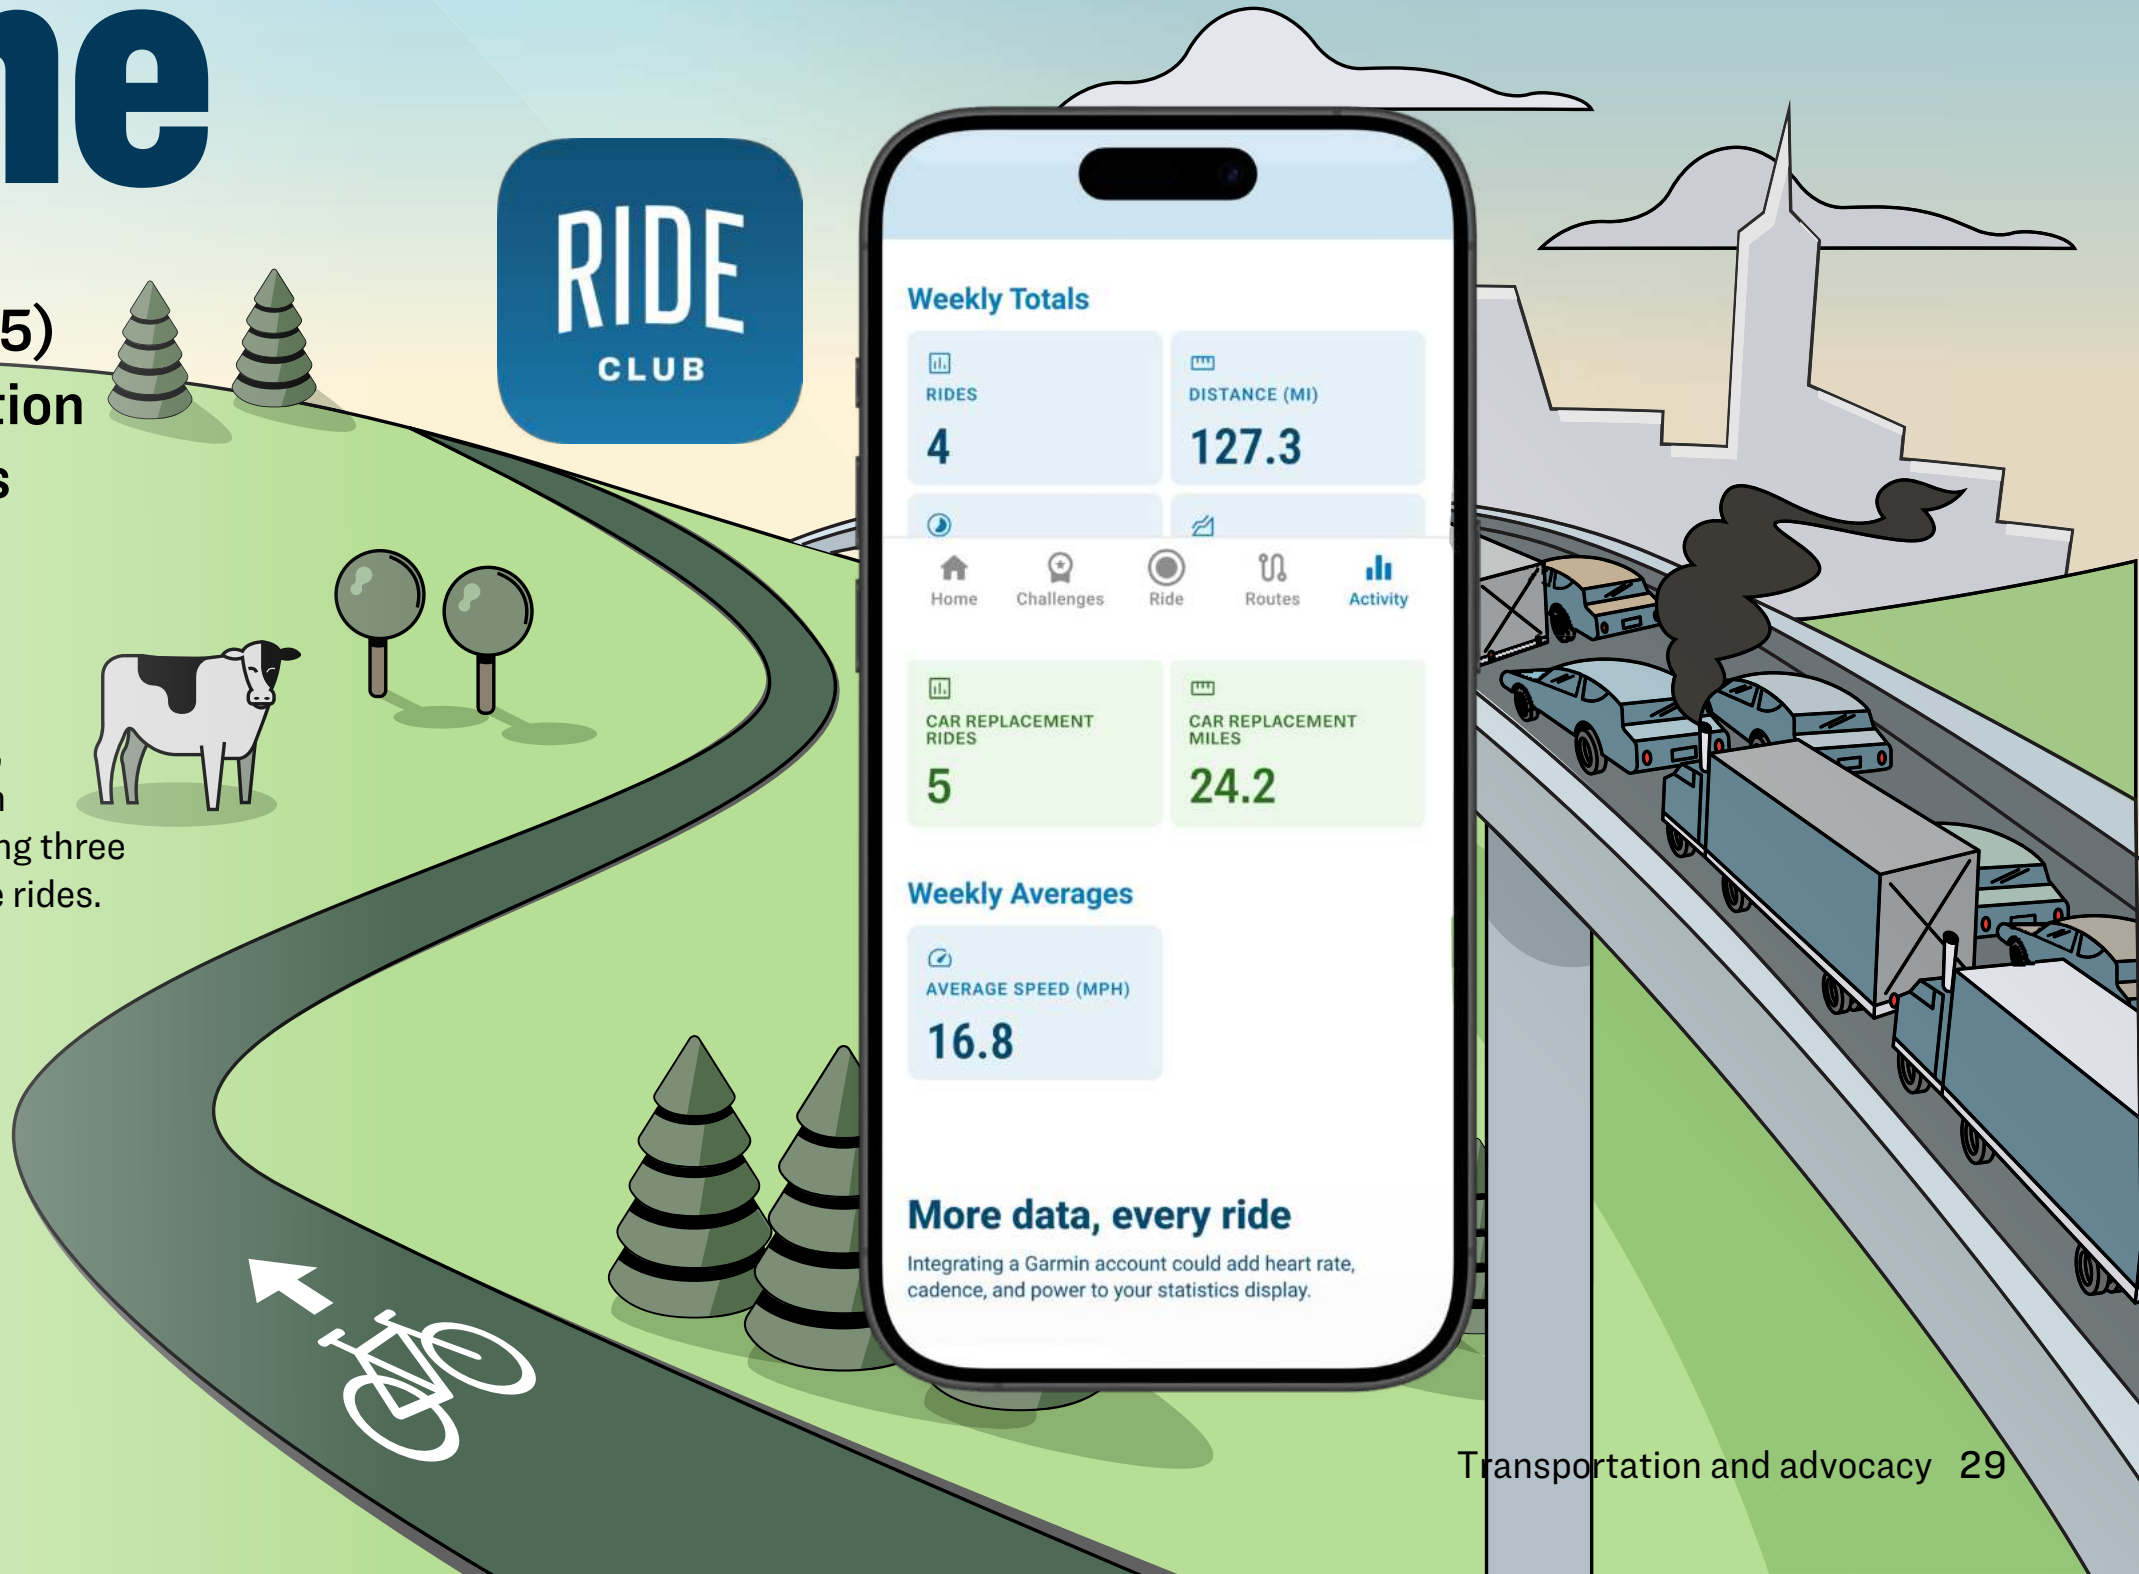 ne
5)
tion
s
ng three
e rides.
RIDE
CLUB
Weekly Totals
RIDES
4
DISTANCE (MI)
127.3
Home
Challenges
Ride
Routes
Activity
CAR REPLACEMENT
RIDES
5
CAR REPLACEMENT
MILES
24.2
Weekly Averages
AVERAGE SPEED (MPH)
16.8
More data, every ride
Integrating a Garmin account could add heart rate,
cadence, and power to your statistics display.
Transportation and advocacy 29